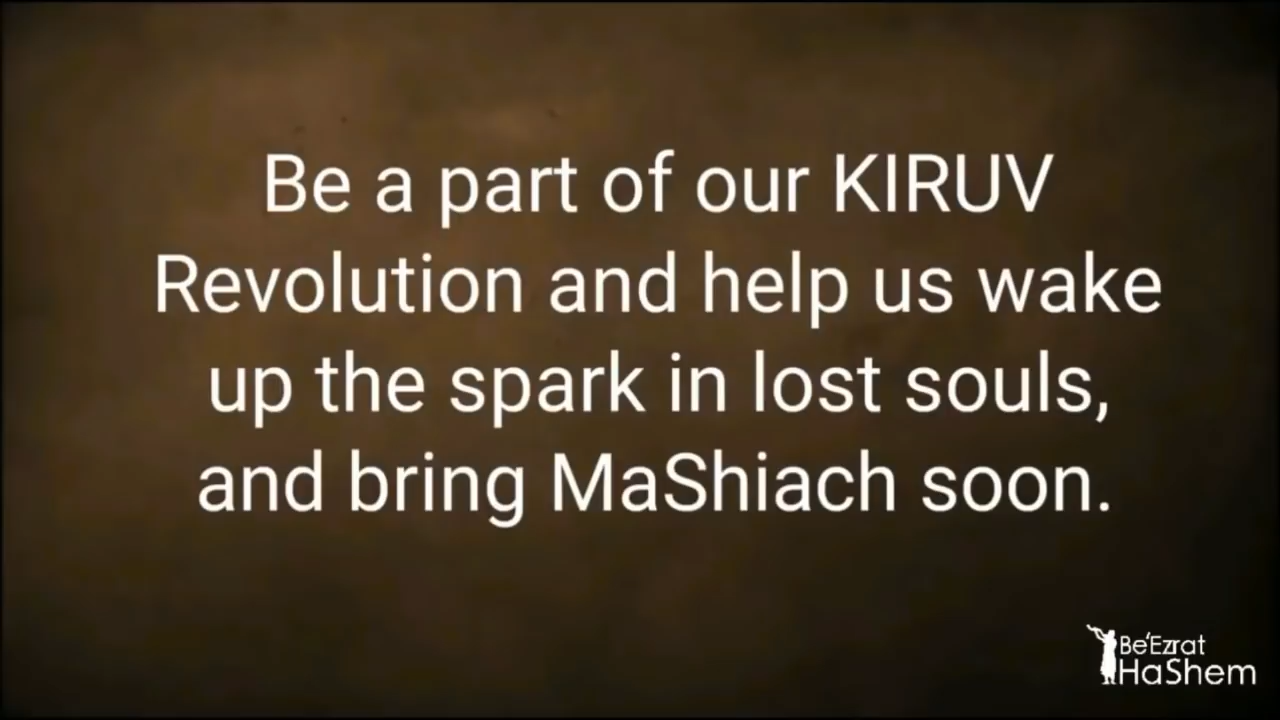 Be a part of our KIRUV
Revolution and help us wake
up the spark in lost souls,
and bring MaShiach soon.
Be'Ezrat
HaShem